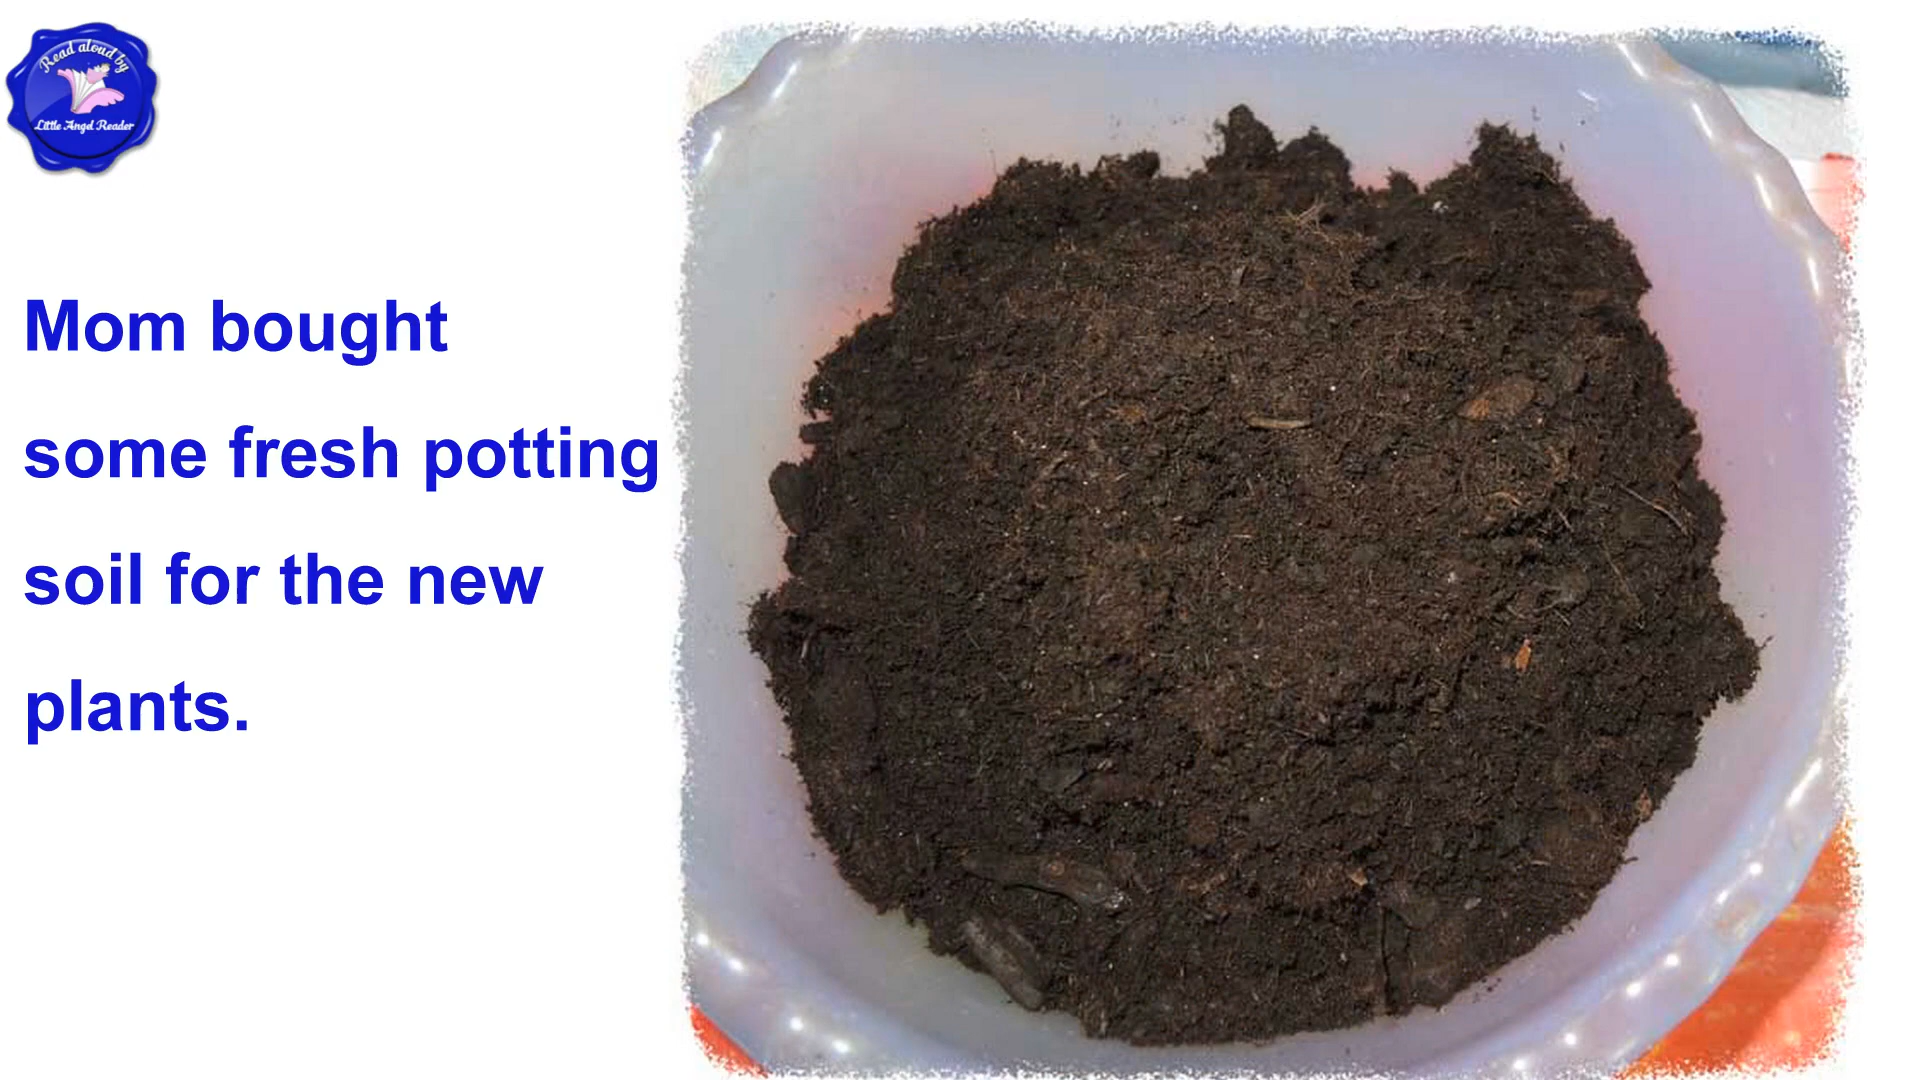 Read aloud by
Little Angel Reader
Mom bought
some fresh potting
soil for the new
plants.